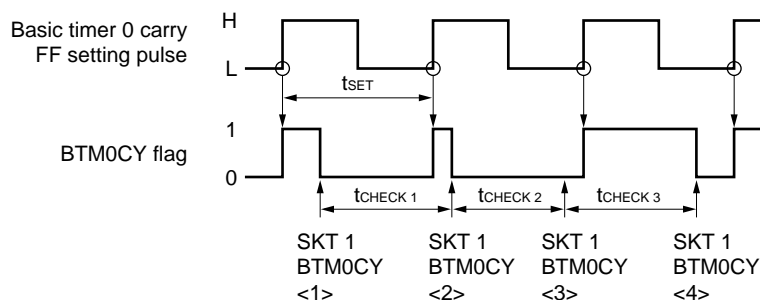 Basic timer 0 carry
FF setting pulse
H
L
tSET
BTM0CY flag
1
0
tCHECK 1
tCHECK 2
tCHECK 3
SKT 1
BTM0CY
<1>
SKT 1
BTM0CY
<2>
SKT 1
BTM0CY
<3>
SKT 1
BTM0CY
<4>